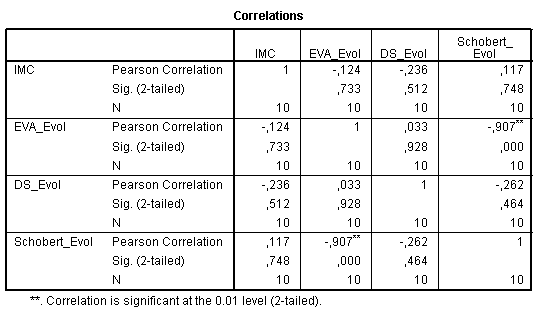 Correlations
IMC EVA_Evol DS_Evol Schobert_
Evol
IMC Pearson Correlation 1 -,124 -,236 ,117
Sig. (2-tailed) ,733 ,512 ,748
N 10 10 10 10
EVA_Evol Pearson Correlation -,124 1 ,033 -,907**
Sig. (2-tailed) ,733 ,928 ,000
N 10 10 10 10
DS_Evol Pearson Correlation -,236 ,033 1 -,262
Sig. (2-tailed) ,512 ,928 ,464
N 10 10 10 10
Schobert_Evol Pearson Correlation ,117 -,907** -,262 1
Sig. (2-tailed) ,748 ,000 ,464
N 10 10 10 10
**. Correlation is significant at the 0.01 level (2-tailed).